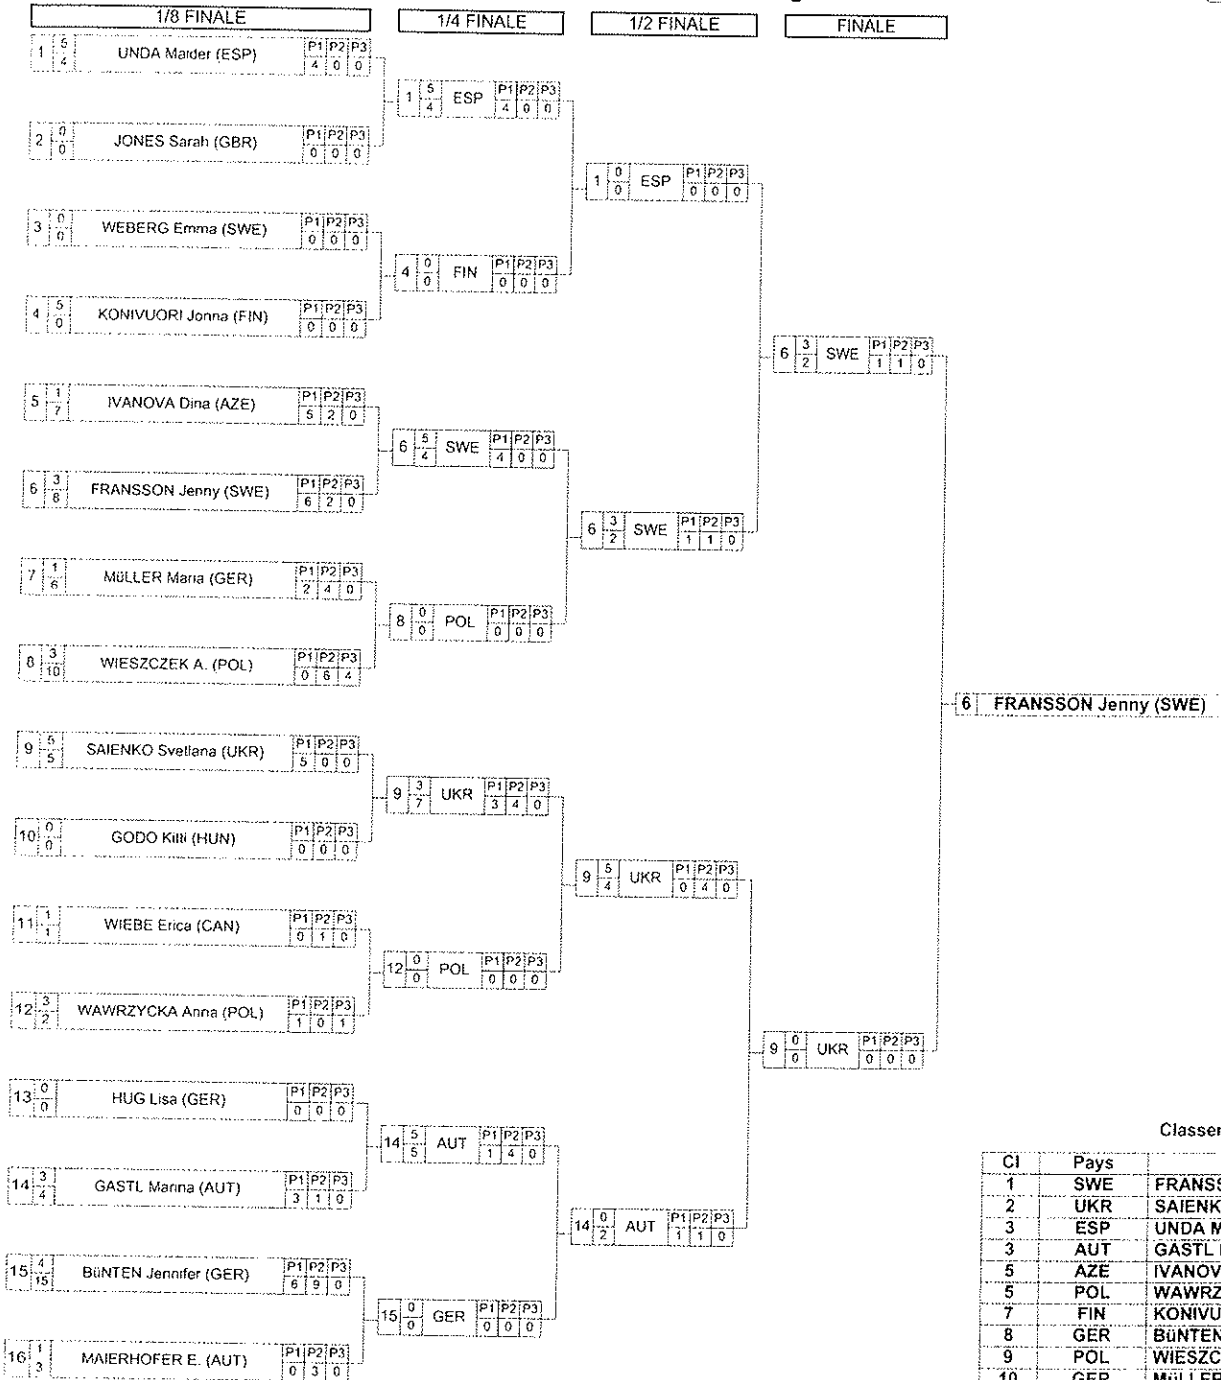 1/8 FINALE 1/4 FINALE 1/2 FINALE FINALE
1 5 4 UNDA Maider (ESP) P1 P2 P3 4 0 0
1 5 4 ESP P1 P2 P3 4 0 0
2 0 0 JONES Sarah (GBR) P1 P2 P3 0 0 0
1 0 0 ESP P1 P2 P3 0 0 0
3 0 0 WEBERG Emma (SWE) P1 P2 P3 0 0 0
4 0 0 FIN P1 P2 P3 0 0 0
4 5 0 KONIVUORI Jonna (FIN) P1 P2 P3 0 0 0
6 3 2 SWE P1 P2 P3 1 1 0
5 1 7 IVANOVA Dina (AZE) P1 P2 P3 5 2 0
6 5 4 SWE P1 P2 P3 4 0 0
6 3 8 FRANSSON Jenny (SWE) P1 P2 P3 6 2 0
6 3 2 SWE P1 P2 P3 1 1 0
7 1 6 MüLLER Maria (GER) P1 P2 P3 2 4 0
8 0 0 POL P1 P2 P3 0 0 0
8 3 10 WIESZCZEK A. (POL) P1 P2 P3 0 6 4
6 FRANSSON Jenny (SWE)
9 5 5 SAIENKO Svetlana (UKR) P1 P2 P3 5 0 0
9 3 7 UKR P1 P2 P3 3 4 0
10 0 0 GODO Kitti (HUN) P1 P2 P3 0 0 0
9 5 4 UKR P1 P2 P3 0 4 0
11 1 1 WIEBE Erica (CAN) P1 P2 P3 0 1 0
12 0 0 POL P1 P2 P3 0 0 0
12 3 2 WAWRZYCKA Anna (POL) P1 P2 P3 1 0 1
9 0 0 UKR P1 P2 P3 0 0 0
13 0 0 HUG Lisa (GER) P1 P2 P3 0 0 0
14 5 5 AUT P1 P2 P3 1 4 0
14 3 4 GASTL Marina (AUT) P1 P2 P3 3 1 0
14 0 2 AUT P1 P2 P3 1 1 0
15 4 15 BüNTEN Jennifer (GER) P1 P2 P3 6 9 0
15 0 0 GER P1 P2 P3 0 0 0
16 1 3 MAIERHOFER E. (AUT) P1 P2 P3 0 3 0
Classe
Cl Pays
1 SWE FRANSS
2 UKR SAIENK
3 ESP UNDA M
3 AUT GASTL
5 AZE IVANOV
5 POL WAWRZ
7 FIN KONIVU
8 GER BüNTEN
9 POL WIESZC
10 GER MüLLER